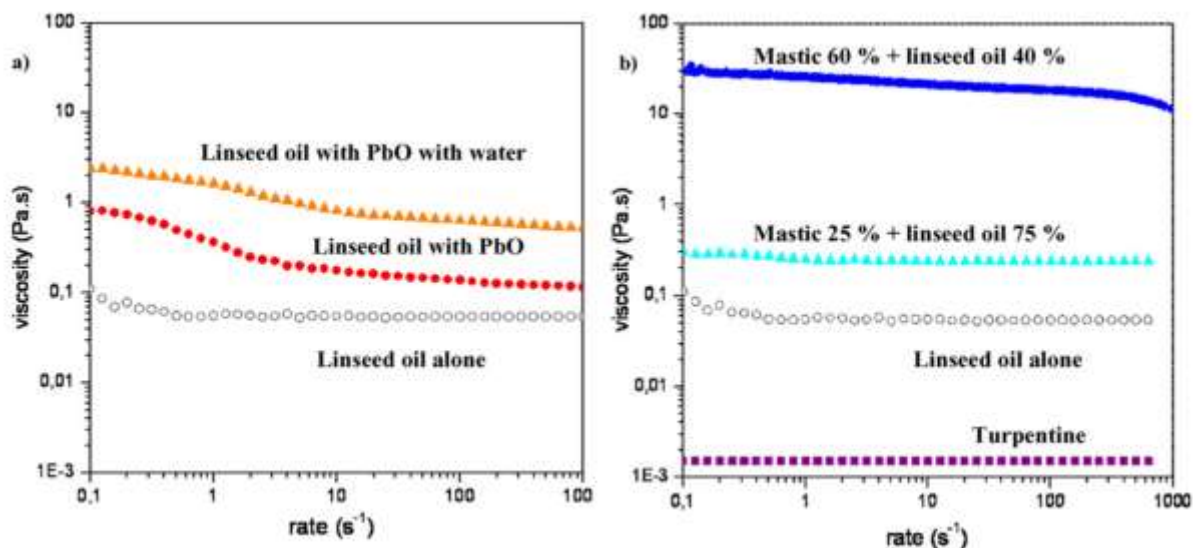 a)
100
10
1
0,1
0,01
1E-3
viscosity (Pa.s)
Linseed oil with PbO with water
Linseed oil with PbO
Linseed oil alone
0,1 1 10 100 100
rate (s⁻¹)
b)
100
10
1
0,1
0,01
1E-3
viscosity (Pa.s)
Mastic 60 % + linseed oil 40 %
Mastic 25 % + linseed oil 75 %
Linseed oil alone
Turpentine
0,1 1 10 100 1000
rate (s⁻¹)